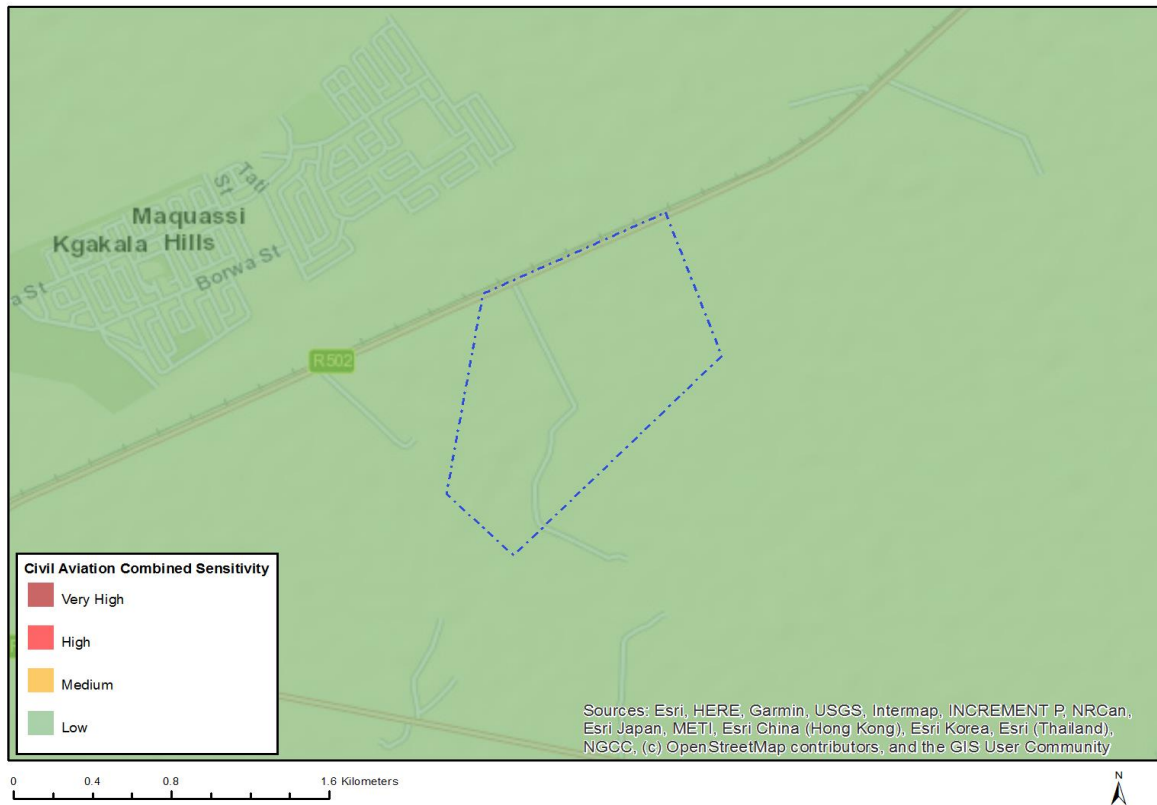 Tati
St
Maquassi
Kgakala Hills
Borwa St
a St
R502
Civil Aviation Combined Sensitivity
Very High
High
Medium
Low
Sources: Esri, HERE, Garmin, USGS, Intermap, INCREMENT P, NRCan,
Esri Japan, METI, Esri China (Hong Kong), Esri Korea, Esri (Thailand),
NGCC, (c) OpenStreetMap contributors, and the GIS User Community
0 0.4 0.8 1.6 Kilometers
N